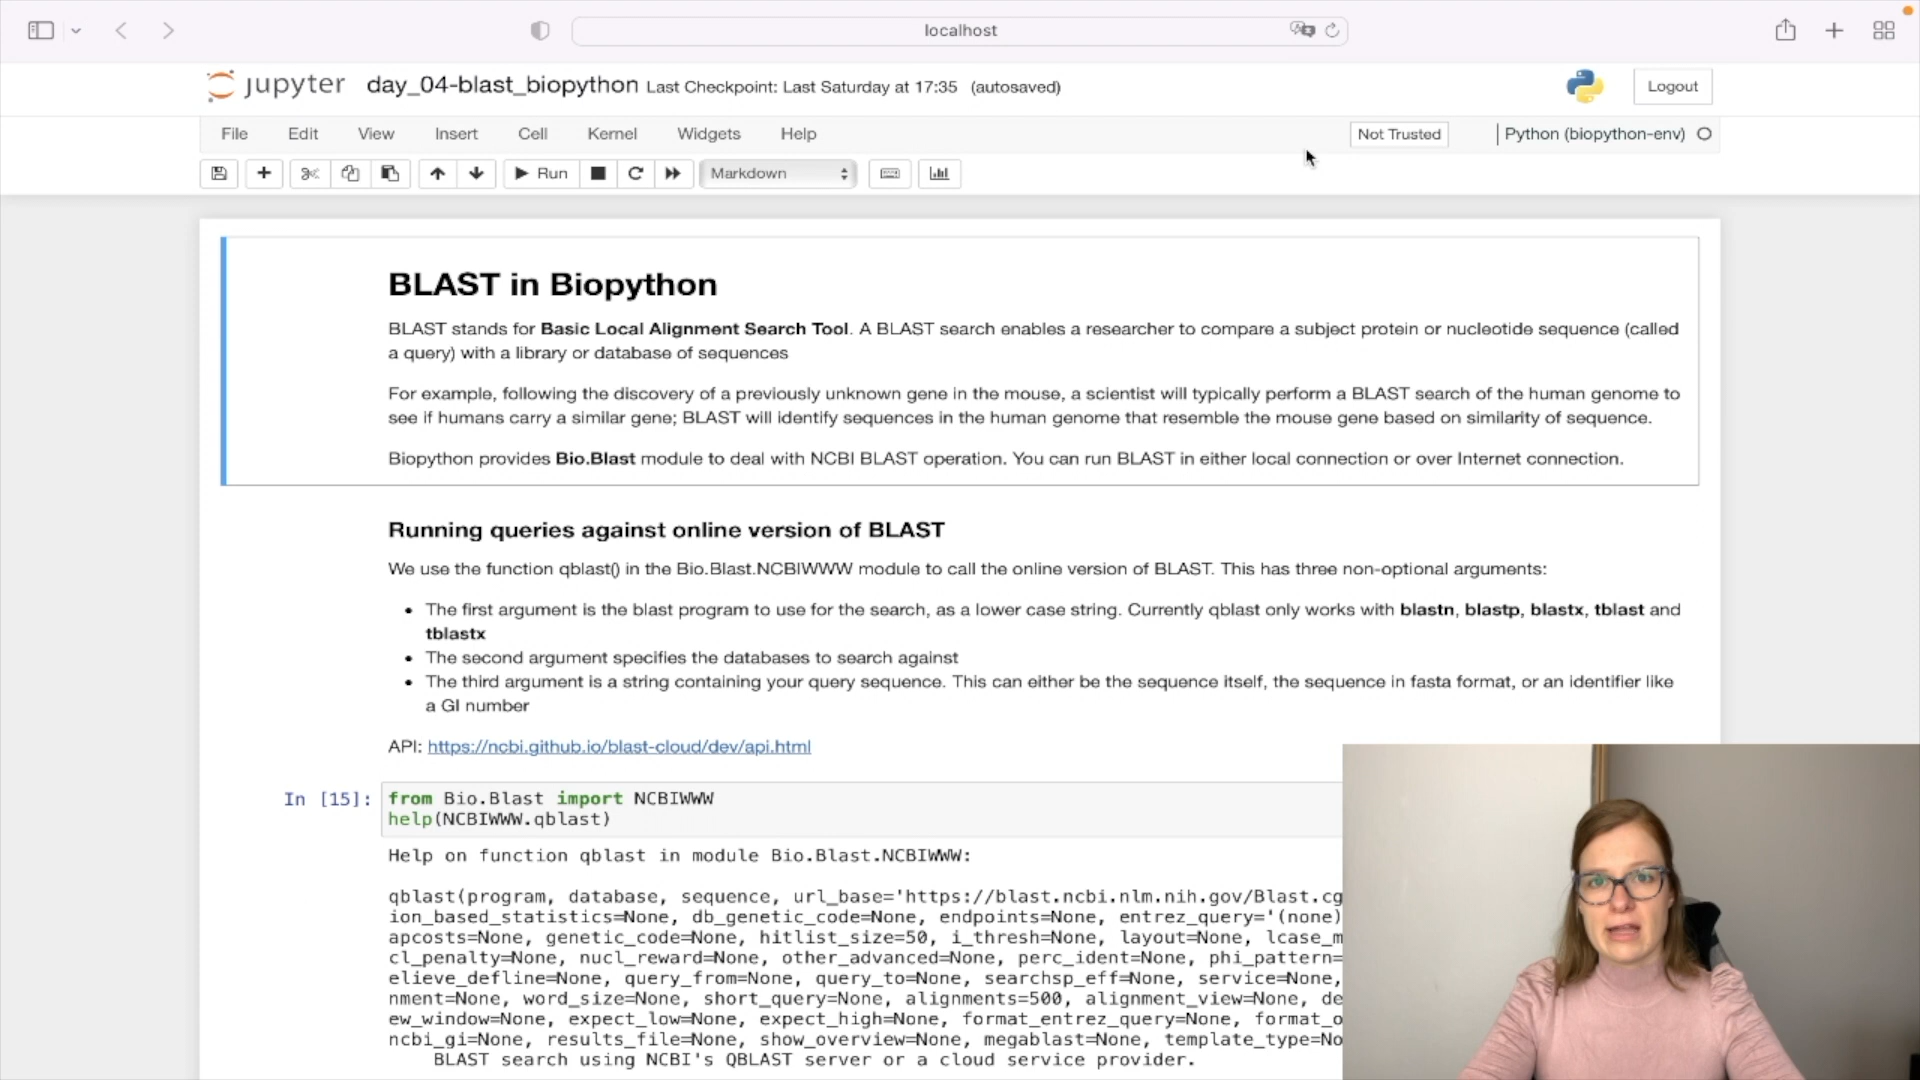 localhost
jupyter day_04-blast_biopython Last Checkpoint: Last Saturday at 17:35 (autosaved)
Logout
File Edit View Insert Cell Kernel Widgets Help
Not Trusted
Python (biopython-env)
Run
Markdown
BLAST in Biopython
BLAST stands for Basic Local Alignment Search Tool. A BLAST search enables a researcher to compare a subject protein or nucleotide sequence (called
a query) with a library or database of sequences
For example, following the discovery of a previously unknown gene in the mouse, a scientist will typically perform a BLAST search of the human genome to
see if humans carry a similar gene; BLAST will identify sequences in the human genome that resemble the mouse gene based on similarity of sequence.
Biopython provides Bio.Blast module to deal with NCBI BLAST operation. You can run BLAST in either local connection or over Internet connection.
Running queries against online version of BLAST
We use the function qblast() in the Bio.Blast.NCBIWWW module to call the online version of BLAST. This has three non-optional arguments:
• The first argument is the blast program to use for the search, as a lower case string. Currently qblast only works with blastn, blastp, blastx, tblast and
tblastx
• The second argument specifies the databases to search against
• The third argument is a string containing your query sequence. This can either be the sequence itself, the sequence in fasta format, or an identifier like
a GI number
API: https://ncbi.github.io/blast-cloud/dev/api.html
In [15]: from Bio.Blast import NCBIWWW
help(NCBIWWW.qblast)
Help on function qblast in module Bio.Blast.NCBIWWW:
qblast(program, database, sequence, url_base='https://blast.ncbi.nlm.nih.gov/Blast.cg
ion_based_statistics=None, db_genetic_code=None, endpoints=None, entrez_query='(none)
apcosts=None, genetic_code=None, hitlist_size=50, i_thresh=None, layout=None, lcase_m
cl_penalty=None, nucl_reward=None, other_advanced=None, perc_ident=None, phi_pattern=
elieve_defline=None, query_from=None, query_to=None, searchsp_eff=None, service=None,
nment=None, word_size=None, short_query=None, alignments=500, alignment_view=None, de
ew_window=None, expect_low=None, expect_high=None, format_entrez_query=None, format_o
ncbi_gi=None, results_file=None, show_overview=None, megablast=None, template_type=No
BLAST search using NCBI's QBLAST server or a cloud service provider.